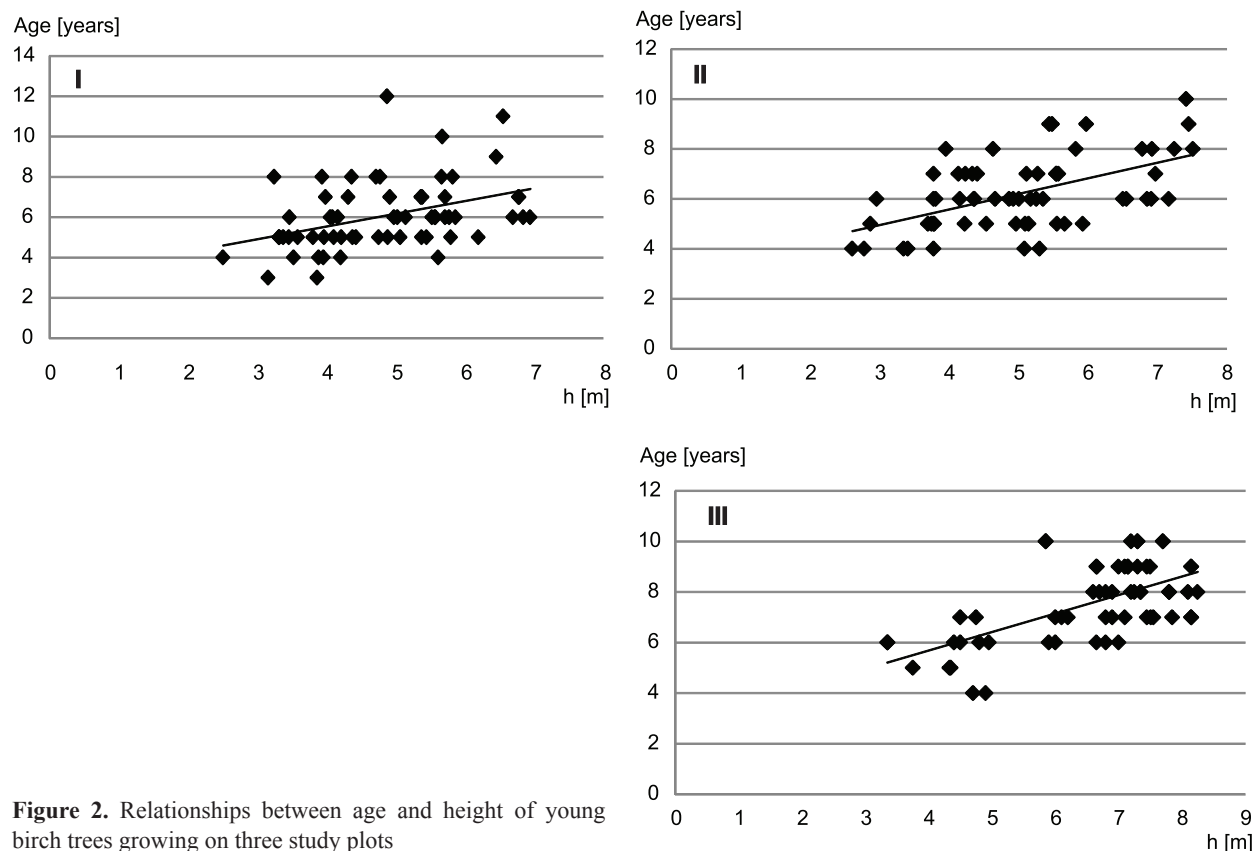 Age [years]
14
12
10
8
6
4
2
0
I
0 1 2 3 4 5 6 7 8
h [m]
Age [years]
12
10
8
6
4
2
0
II
0 1 2 3 4 5 6 7 8
h [m]
Age [years]
12
10
8
6
4
2
0
III
0 1 2 3 4 5 6 7 8 9
h [m]
Figure 2. Relationships between age and height of young
birch trees growing on three study plots